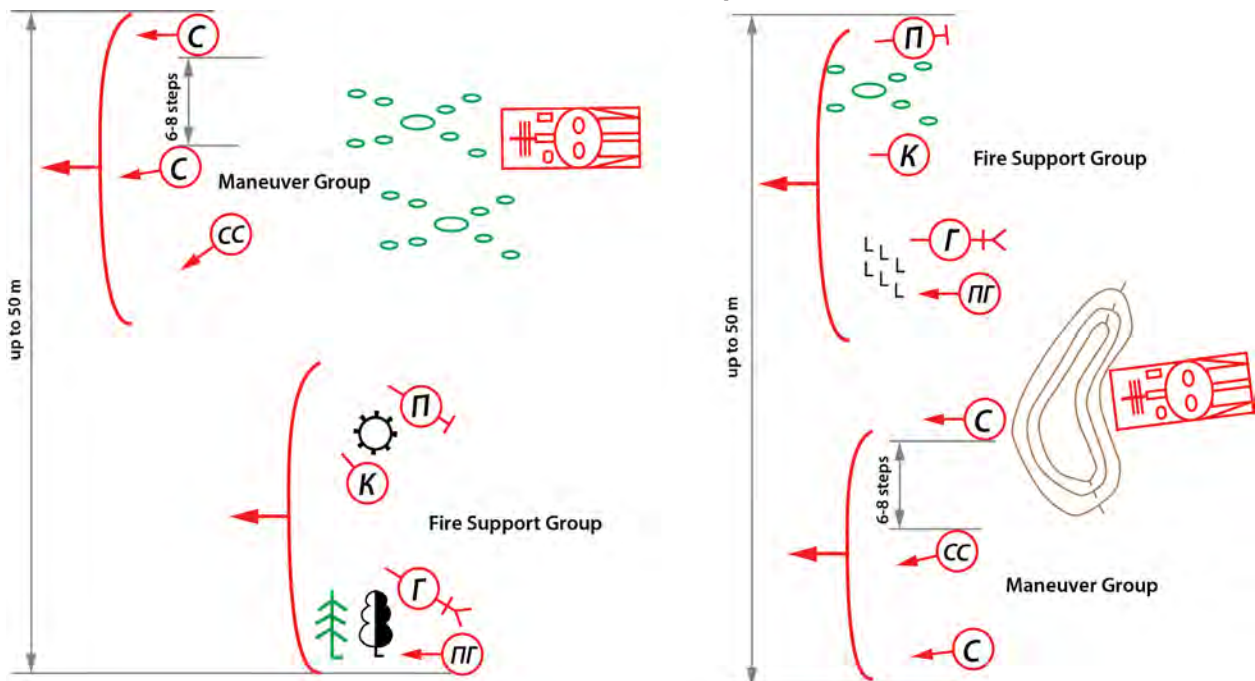 С
6-8 steps
С
Maneuver Group
СС
up to 50 m
П
К
Fire Support Group
Г
ПГ
П
К
Fire Support Group
Г
L L L
L L L
ПГ
up to 50 m
С
6-8 steps
СС
Maneuver Group
С